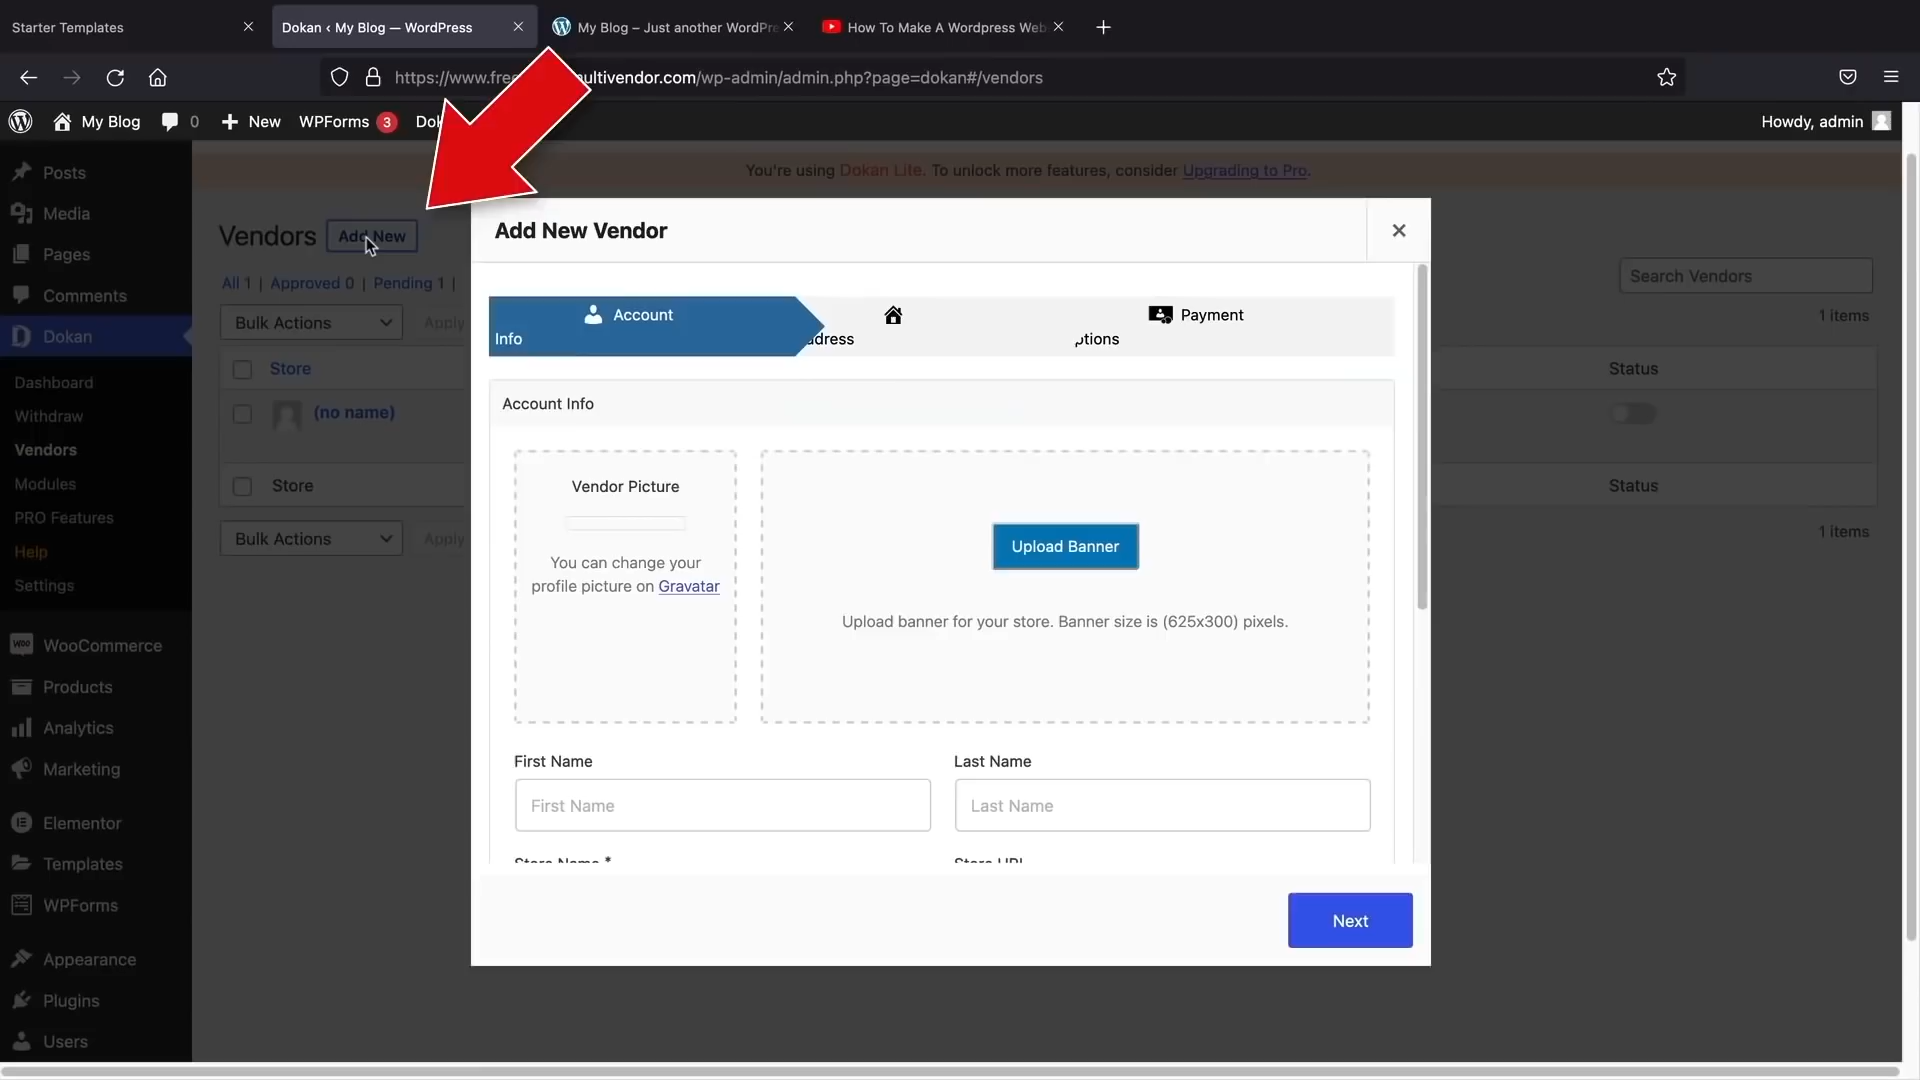 Starter Templates
Dokan ‹ My Blog — WordPress
My Blog – Just another WordPre
How To Make A Wordpress Web
https://www.free ultivendor.com/wp-admin/admin.php?page=dokan#/vendors
My Blog
0
New
WPForms 3
Dok
Howdy, admin
You're using Dokan Lite. To unlock more features, consider Upgrading to Pro.
Posts
Media
Pages
Comments
Dokan
Dashboard
Withdraw
Vendors
Modules
PRO Features
Help
Settings
WooCommerce
Products
Analytics
Marketing
Elementor
Templates
WPForms
Appearance
Plugins
Users
Vendors
Add New
All 1 | Approved 0 | Pending 1 |
Search Vendors
Bulk Actions
Apply
1 items
Store
Status
(no name)
Store
Status
Bulk Actions
Apply
1 items
Add New Vendor
Account
Info
dress
Payment
ptions
Account Info
Vendor Picture
You can change your
profile picture on Gravatar
Upload Banner
Upload banner for your store. Banner size is (625x300) pixels.
First Name
Last Name
First Name
Last Name
Store Name *
Store URL
Next